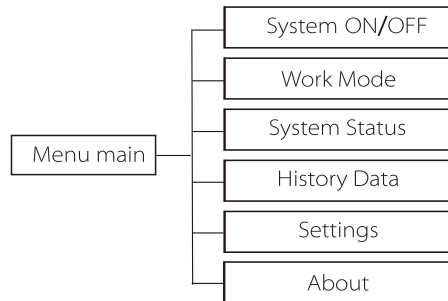 System ON/OFF
Work Mode
System Status
Menu main
History Data
Settings
About